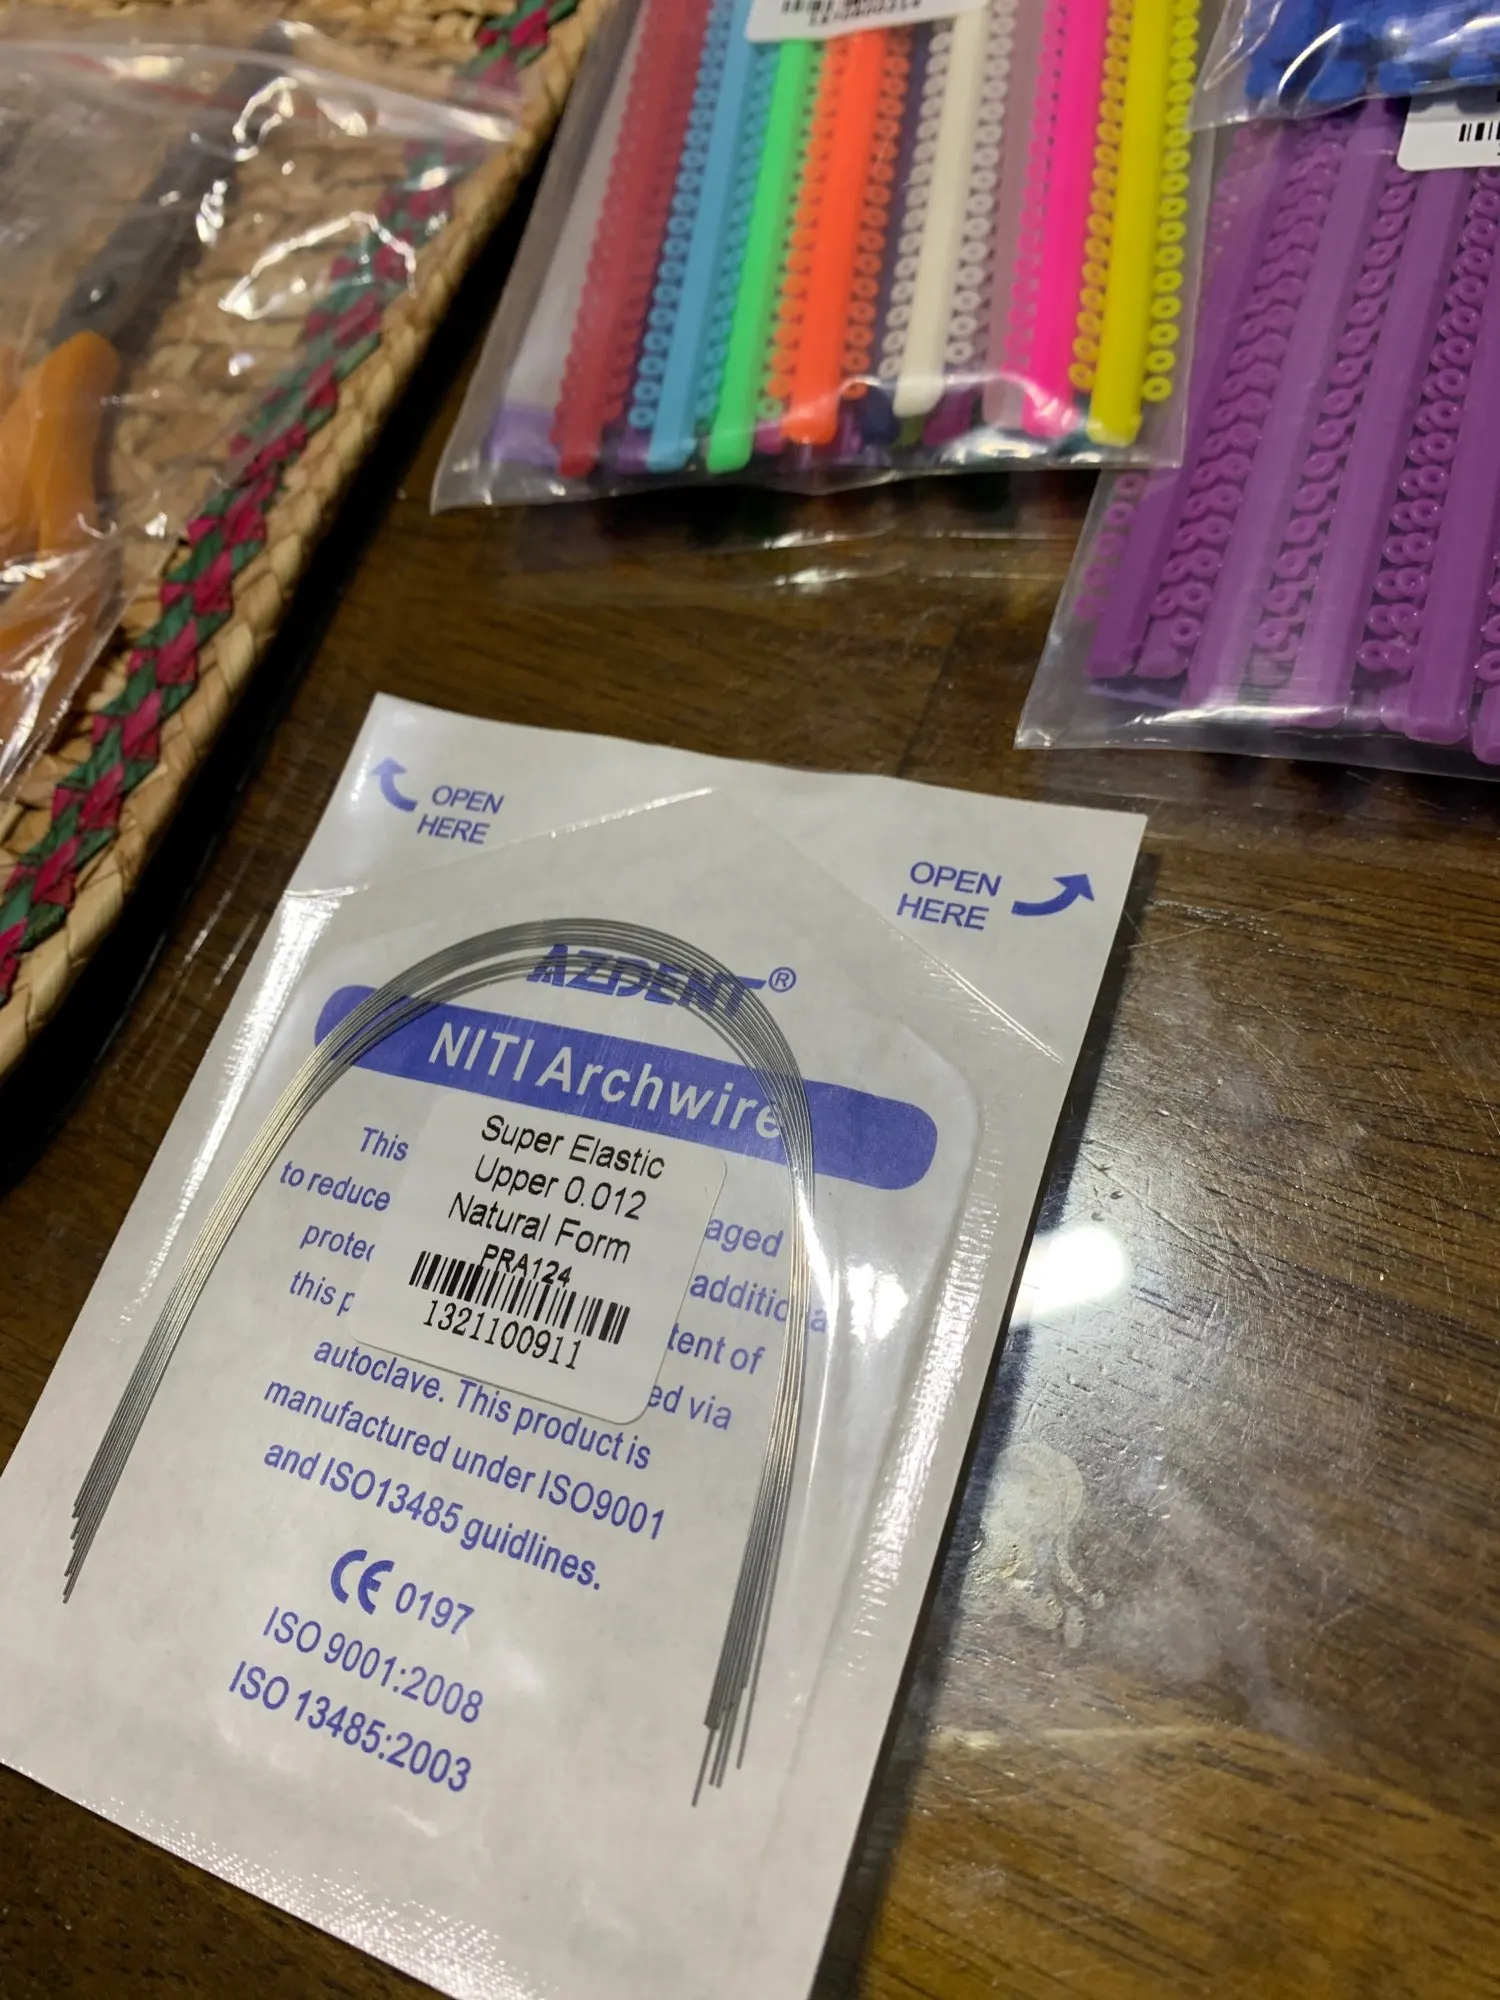 OPEN
HERE
OPEN
HERE
AZDENT®
NITI Archwire
Super Elastic
Upper 0.012
Natural Form
PRA124
1321100911
This
to reduce aged
this additio
tent of
ed via
autoclave. This product is
manufactured under ISO9001
and ISO13485 guidlines.
CE 0197
ISO 9001:2008
ISO 13485:2003